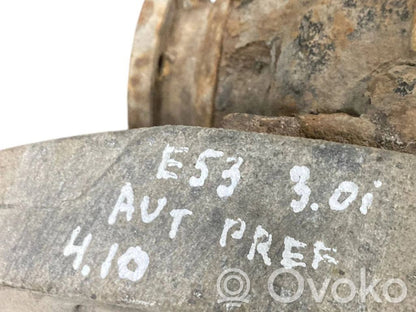 E53 3.0i
AUT PREF
4.10
Ovoko